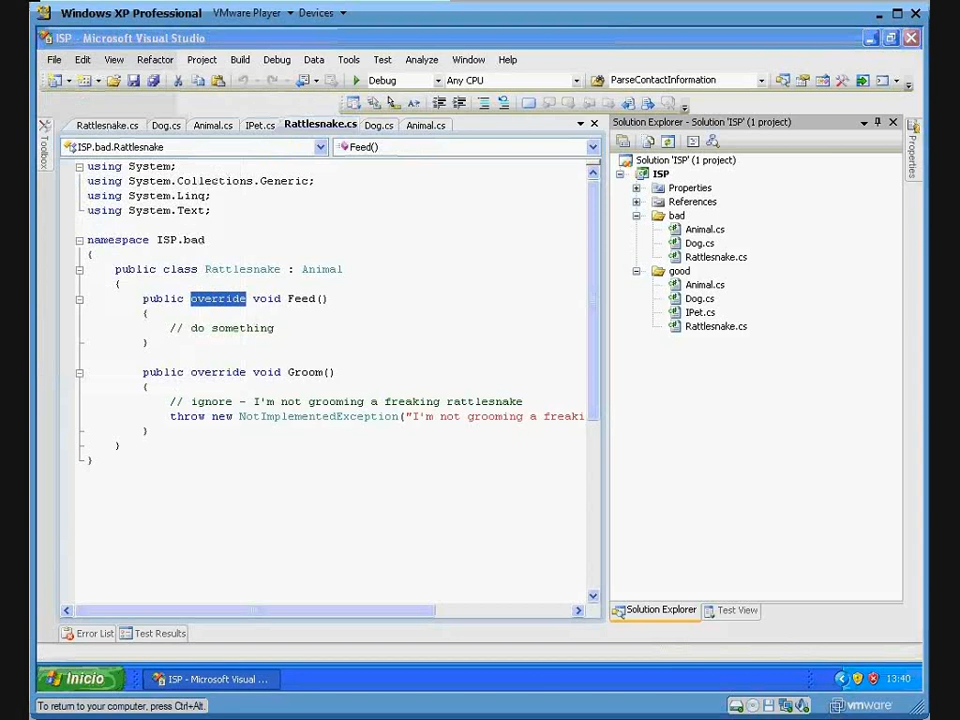 Windows XP Professional VMware Player Devices
ISP - Microsoft Visual Studio
File Edit View Refactor Project Build Debug Data Tools Test Analyze Window Help
Debug Any CPU ParseContactInformation
Rattlesnake.cs Dog.cs Animal.cs IPet.cs Rattlesnake.cs Dog.cs Animal.cs
Solution Explorer - Solution 'ISP' (1 project)
Toolbox
Properties
ISP.bad.Rattlesnake Feed()
using System;
using System.Collections.Generic;
using System.Linq;
using System.Text;
namespace ISP.bad
{
public class Rattlesnake : Animal
{
public override void Feed()
{
// do something
}
public override void Groom()
{
// ignore - I'm not grooming a freaking rattlesnake
throw new NotImplementedException("I'm not grooming a freaki
}
}
}
Solution 'ISP' (1 project)
ISP
Properties
References
bad
Animal.cs
Dog.cs
Rattlesnake.cs
good
Animal.cs
Dog.cs
IPet.cs
Rattlesnake.cs
Solution Explorer Test View
Error List Test Results
Inicio ISP - Microsoft Visual ... 13:40
To return to your computer, press Ctrl+Alt. vmware